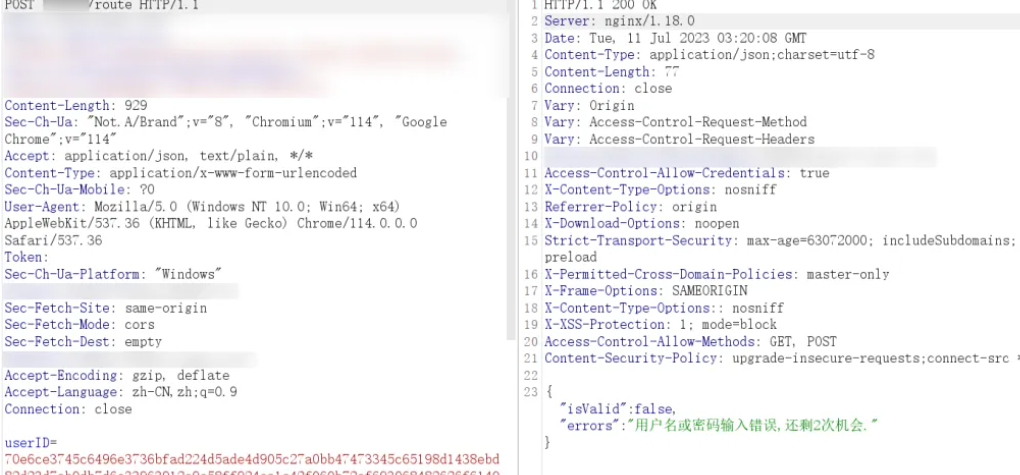 POST /route HTTP/1.1
Content-Length: 929
Sec-Ch-Ua: "Not.A/Brand";v="8", "Chromium";v="114", "Google
Chrome";v="114"
Accept: application/json, text/plain, */*
Content-Type: application/x-www-form-urlencoded
Sec-Ch-Ua-Mobile: ?0
User-Agent: Mozilla/5.0 (Windows NT 10.0; Win64; x64)
AppleWebKit/537.36 (KHTML, like Gecko) Chrome/114.0.0.0
Safari/537.36
Token:
Sec-Ch-Ua-Platform: "Windows"
Sec-Fetch-Site: same-origin
Sec-Fetch-Mode: cors
Sec-Fetch-Dest: empty
Accept-Encoding: gzip, deflate
Accept-Language: zh-CN,zh;q=0.9
Connection: close
userID=
70e6ce3745c6496e3736bfad224d5ade4d905c27a0bb47473345c65198d1438ebd
1 HTTP/1.1 200 OK
2 Server: nginx/1.18.0
3 Date: Tue, 11 Jul 2023 03:20:08 GMT
4 Content-Type: application/json;charset=utf-8
5 Content-Length: 77
6 Connection: close
7 Vary: Origin
8 Vary: Access-Control-Request-Method
9 Vary: Access-Control-Request-Headers
10
11 Access-Control-Allow-Credentials: true
12 X-Content-Type-Options: nosniff
13 Referrer-Policy: origin
14 X-Download-Options: noopen
15 Strict-Transport-Security: max-age=63072000; includeSubdomains;
preload
16 X-Permitted-Cross-Domain-Policies: master-only
17 X-Frame-Options: SAMEORIGIN
18 X-Content-Type-Options:: nosniff
19 X-XSS-Protection: 1; mode=block
20 Access-Control-Allow-Methods: GET, POST
21 Content-Security-Policy: upgrade-insecure-requests;connect-src *
22
23 {
"isValid":false,
"errors":"用户名或密码输入错误,还剩2次机会."
}